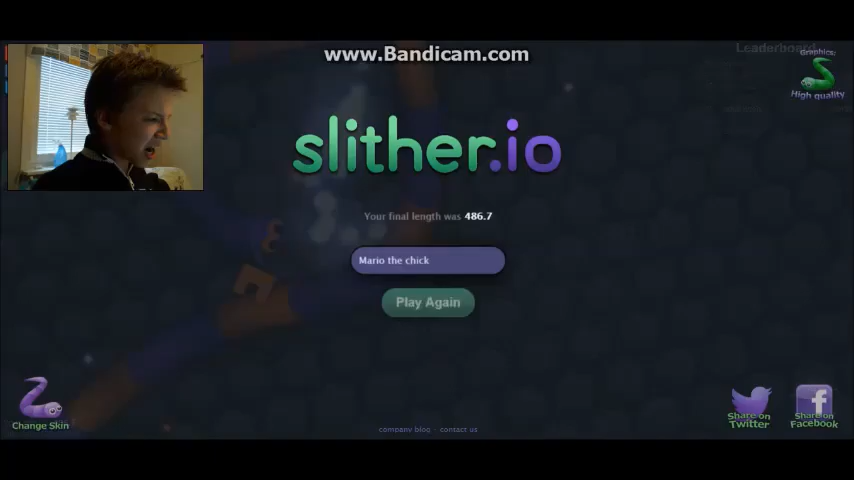 www.Bandicam.com
Leaderboard
Graphics:
High quality
slither.io
Your final length was 486.7
Mario the chick
Play Again
Change Skin
Share on
Twitter
Share on
Facebook
company blog - contact us